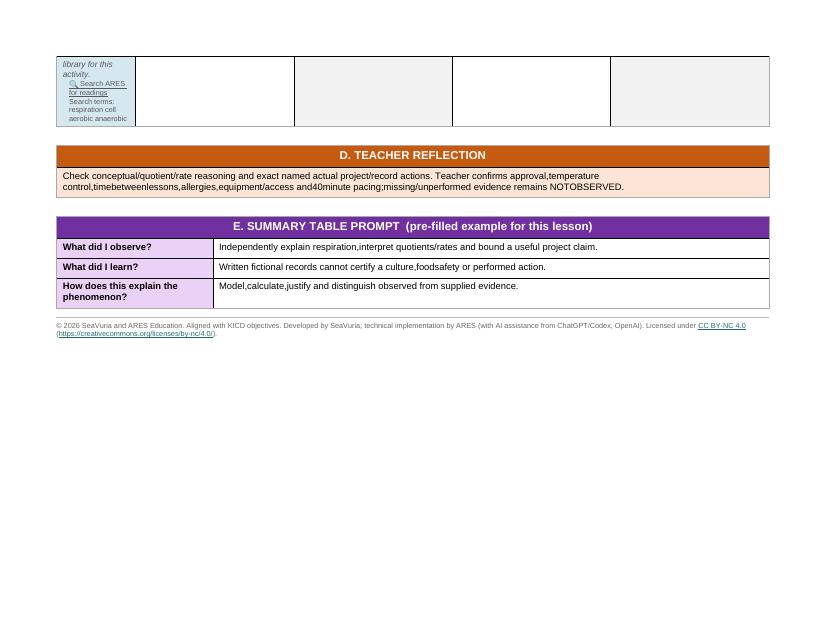 library for this
activity.
🔍 Search ARES
for readings
Search terms:
respiration cell
aerobic anaerobic
D. TEACHER REFLECTION
Check conceptual/quotient/rate reasoning and exact named actual project/record actions. Teacher confirms approval,temperature
control,timebetweenlessons,allergies,equipment/access and40minute pacing;missing/unperformed evidence remains NOTOBSERVED.
E. SUMMARY TABLE PROMPT (pre-filled example for this lesson)
What did I observe?
Independently explain respiration,interpret quotients/rates and bound a useful project claim.
What did I learn?
Written fictional records cannot certify a culture,foodsafety or performed action.
How does this explain the
phenomenon?
Model,calculate,justify and distinguish observed from supplied evidence.
© 2026 SeaVuria and ARES Education. Aligned with KICD objectives. Developed by SeaVuria; technical implementation by ARES (with AI assistance from ChatGPT/Codex, OpenAI). Licensed under CC BY-NC 4.0
(https://creativecommons.org/licenses/by-nc/4.0/).